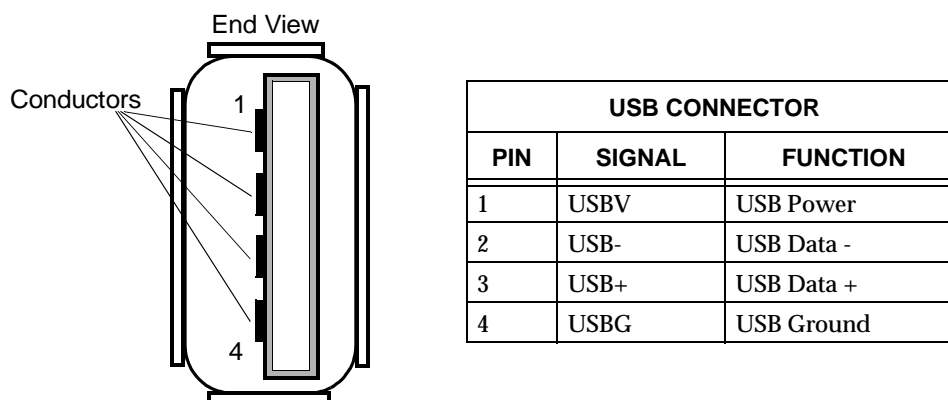 End View
Conductors
1
4
USB CONNECTOR
PIN SIGNAL FUNCTION
1 USBV USB Power
2 USB- USB Data -
3 USB+ USB Data +
4 USBG USB Ground